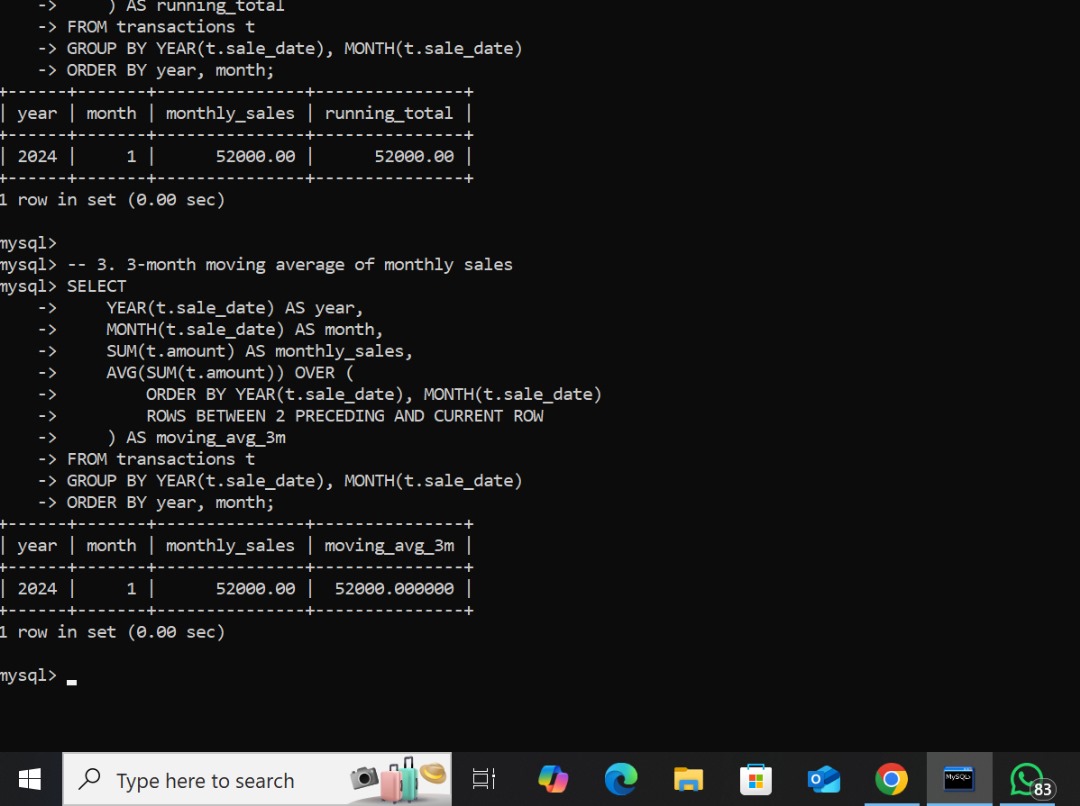 -> ) AS running_total
-> FROM transactions t
-> GROUP BY YEAR(t.sale_date), MONTH(t.sale_date)
-> ORDER BY year, month;
+------+-------+---------------+---------------+
| year | month | monthly_sales | running_total |
+------+-------+---------------+---------------+
| 2024 | 1 | 52000.00 | 52000.00 |
+------+-------+---------------+---------------+
1 row in set (0.00 sec)
mysql>
mysql> -- 3. 3-month moving average of monthly sales
mysql> SELECT
-> YEAR(t.sale_date) AS year,
-> MONTH(t.sale_date) AS month,
-> SUM(t.amount) AS monthly_sales,
-> AVG(SUM(t.amount)) OVER (
-> ORDER BY YEAR(t.sale_date), MONTH(t.sale_date)
-> ROWS BETWEEN 2 PRECEDING AND CURRENT ROW
-> ) AS moving_avg_3m
-> FROM transactions t
-> GROUP BY YEAR(t.sale_date), MONTH(t.sale_date)
-> ORDER BY year, month;
+------+-------+---------------+---------------+
| year | month | monthly_sales | moving_avg_3m |
+------+-------+---------------+---------------+
| 2024 | 1 | 52000.00 | 52000.000000 |
+------+-------+---------------+---------------+
1 row in set (0.00 sec)
mysql>
Type here to search
MySQL
83